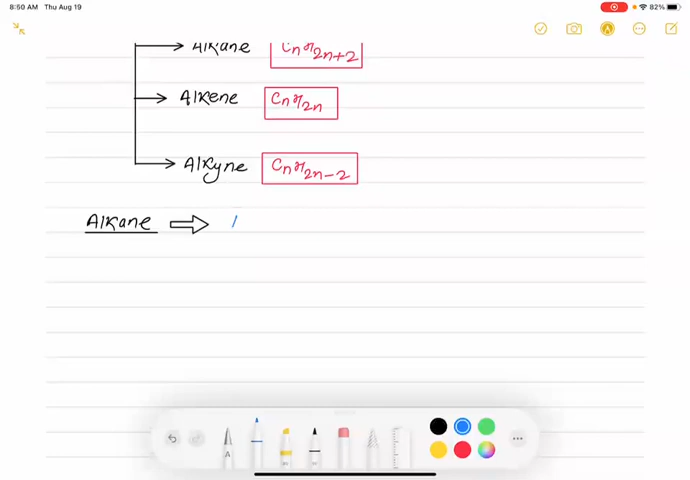 8:50 AM Thu Aug 19
82%
Alkane CnH2n+2
Alkene CnH2n
Alkyne CnH2n-2
Alkane ⇒
A